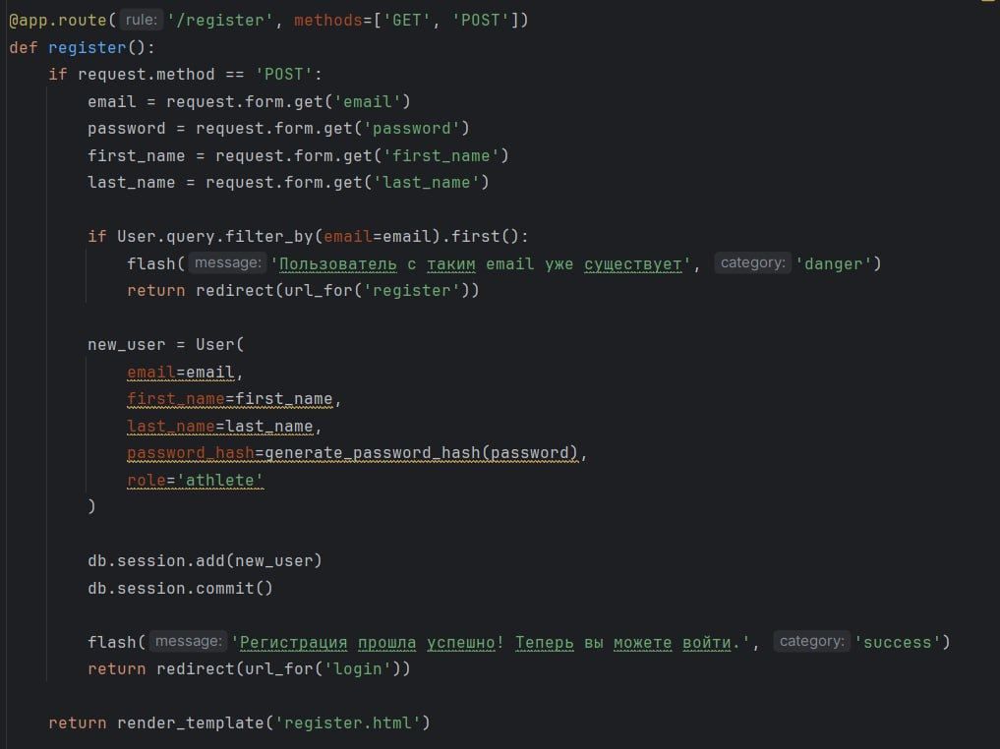 @app.route( rule: '/register', methods=['GET', 'POST'])
def register():
    if request.method == 'POST':
        email = request.form.get('email')
        password = request.form.get('password')
        first_name = request.form.get('first_name')
        last_name = request.form.get('last_name')

        if User.query.filter_by(email=email).first():
            flash( message: 'Пользователь с таким email уже существует', category: 'danger')
            return redirect(url_for('register'))

        new_user = User(
            email=email,
            first_name=first_name,
            last_name=last_name,
            password_hash=generate_password_hash(password),
            role='athlete'
        )

        db.session.add(new_user)
        db.session.commit()

        flash( message: 'Регистрация прошла успешно! Теперь вы можете войти.', category: 'success')
        return redirect(url_for('login'))

    return render_template('register.html')